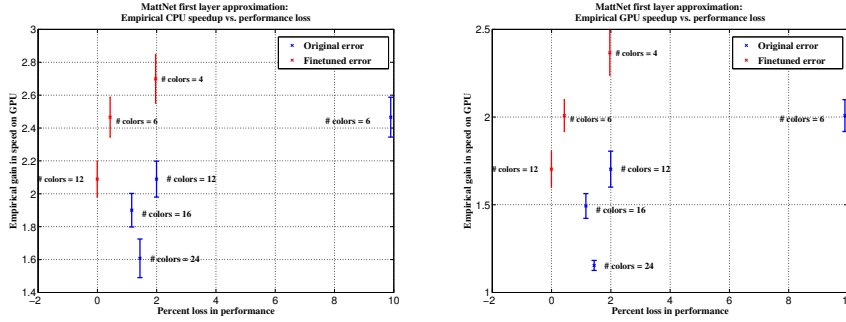 MattNet first layer approximation:
Empirical CPU speedup vs. performance loss
Empirical gain in speed on GPU
3
2.8
2.6
2.4
2.2
2
1.8
1.6
1.4
−2
0
2
4
6
8
10
Percent loss in performance
Original error
Finetuned error
# colors = 4
# colors = 6
# colors = 6
# colors = 12
# colors = 12
# colors = 16
# colors = 24
MattNet first layer approximation:
Empirical GPU speedup vs. performance loss
Empirical gain in speed on GPU
2.5
2
1.5
1
−2
0
2
4
6
8
10
Percent loss in performance
Original error
Finetuned error
# colors = 4
# colors = 6
# colors = 6
# colors = 12
# colors = 12
# colors = 16
# colors = 24